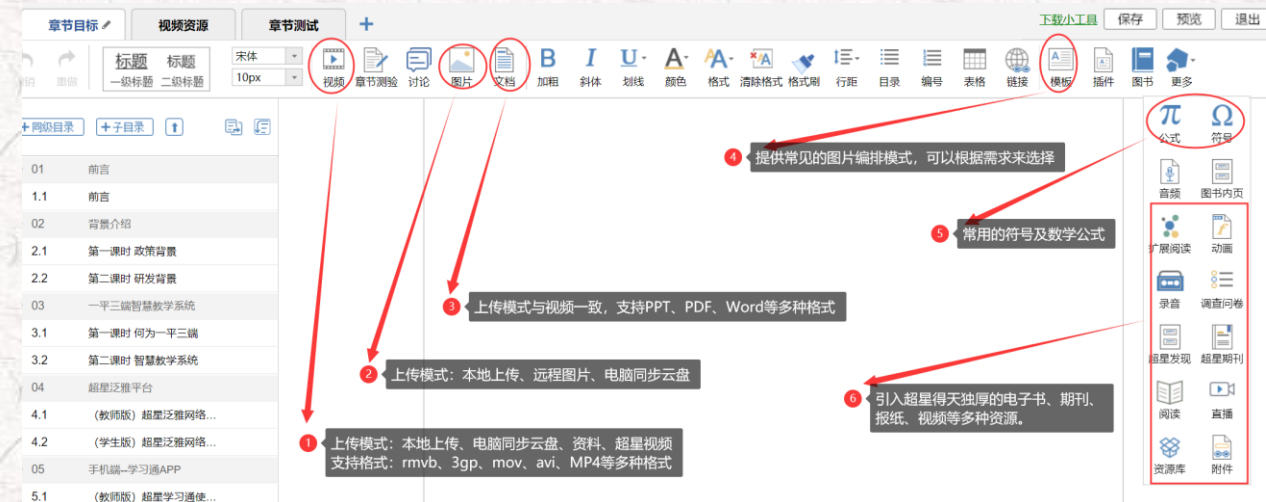 章节目标
视频资源
章节测试
下载小工具
保存
预览
退出
重做
标题
一级标题
标题
二级标题
宋体
10px
视频
章节测验
讨论
图片
文档
B
加粗
I
斜体
U
划线
A
颜色
格式
清除格式
格式刷
行距
目录
编号
表格
链接
模板
插件
图书
更多
+同级目录
+子目录
01 前言
1.1 前言
02 背景介绍
2.1 第一课时 政策背景
2.2 第二课时 研发背景
03 一平三端智慧教学系统
3.1 第一课时 何为一平三端
3.2 第二课时 智慧教学系统
04 超星泛雅平台
4.1 （教师版）超星泛雅网络...
4.2 （学生版）超星泛雅网络...
05 手机端--学习通APP
5.1 （教师版）超星学习通使...
4 提供常见的图片编排模式，可以根据需求来选择
5 常用的符号及数学公式
3 上传模式与视频一致，支持PPT、PDF、Word等多种格式
2 上传模式：本地上传、远程图片、电脑同步云盘
6 引入超星得天独厚的电子书、期刊、
报纸、视频等多种资源。
1 上传模式：本地上传、电脑同步云盘、资料、超星视频
支持格式：rmvb、3gp、mov、avi、MP4等多种格式
π
公式
Ω
符号
音频
图书内页
扩展阅读
动画
录音
调查问卷
超星发现
超星期刊
阅读
直播
资源库
附件